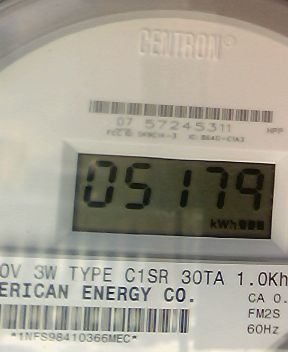 CENTRON®
07 57245311 HPP
05179
kWh
0V 3W TYPE C1SR 30TA 1.0Kh
ERICAN ENERGY CO.
CA 0.
FM2S
60Hz
*1NFS98410366MEC*